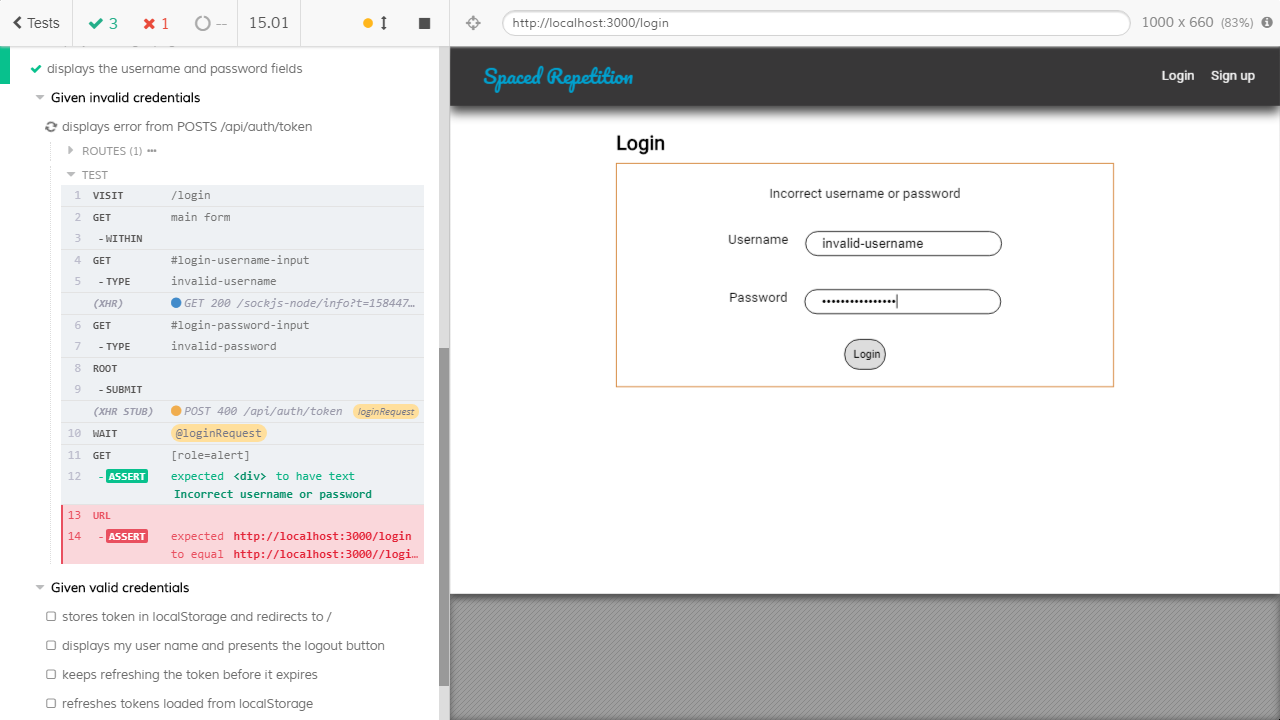 Tests 3 1 -- 15.01
displays the username and password fields
Given invalid credentials
displays error from POSTS /api/auth/token
ROUTES (1)
TEST
1 VISIT /login
2 GET main form
3 - WITHIN
4 GET #login-username-input
5 - TYPE invalid-username
(XHR) GET 200 /sockjs-node/info?t=158447…
6 GET #login-password-input
7 - TYPE invalid-password
8 ROOT
9 - SUBMIT
(XHR STUB) POST 400 /api/auth/token loginRequest
10 WAIT @loginRequest
11 GET [role=alert]
12 - ASSERT expected <div> to have text
Incorrect username or password
13 URL
14 - ASSERT expected http://localhost:3000/login
to equal http://localhost:3000//logi…
Given valid credentials
stores token in localStorage and redirects to /
displays my user name and presents the logout button
keeps refreshing the token before it expires
refreshes tokens loaded from localStorage
http://localhost:3000/login 1000 x 660 (83%)
Spaced Repetition Login Sign up
Login
Incorrect username or password
Username invalid-username
Password ••••••••••••••••
Login